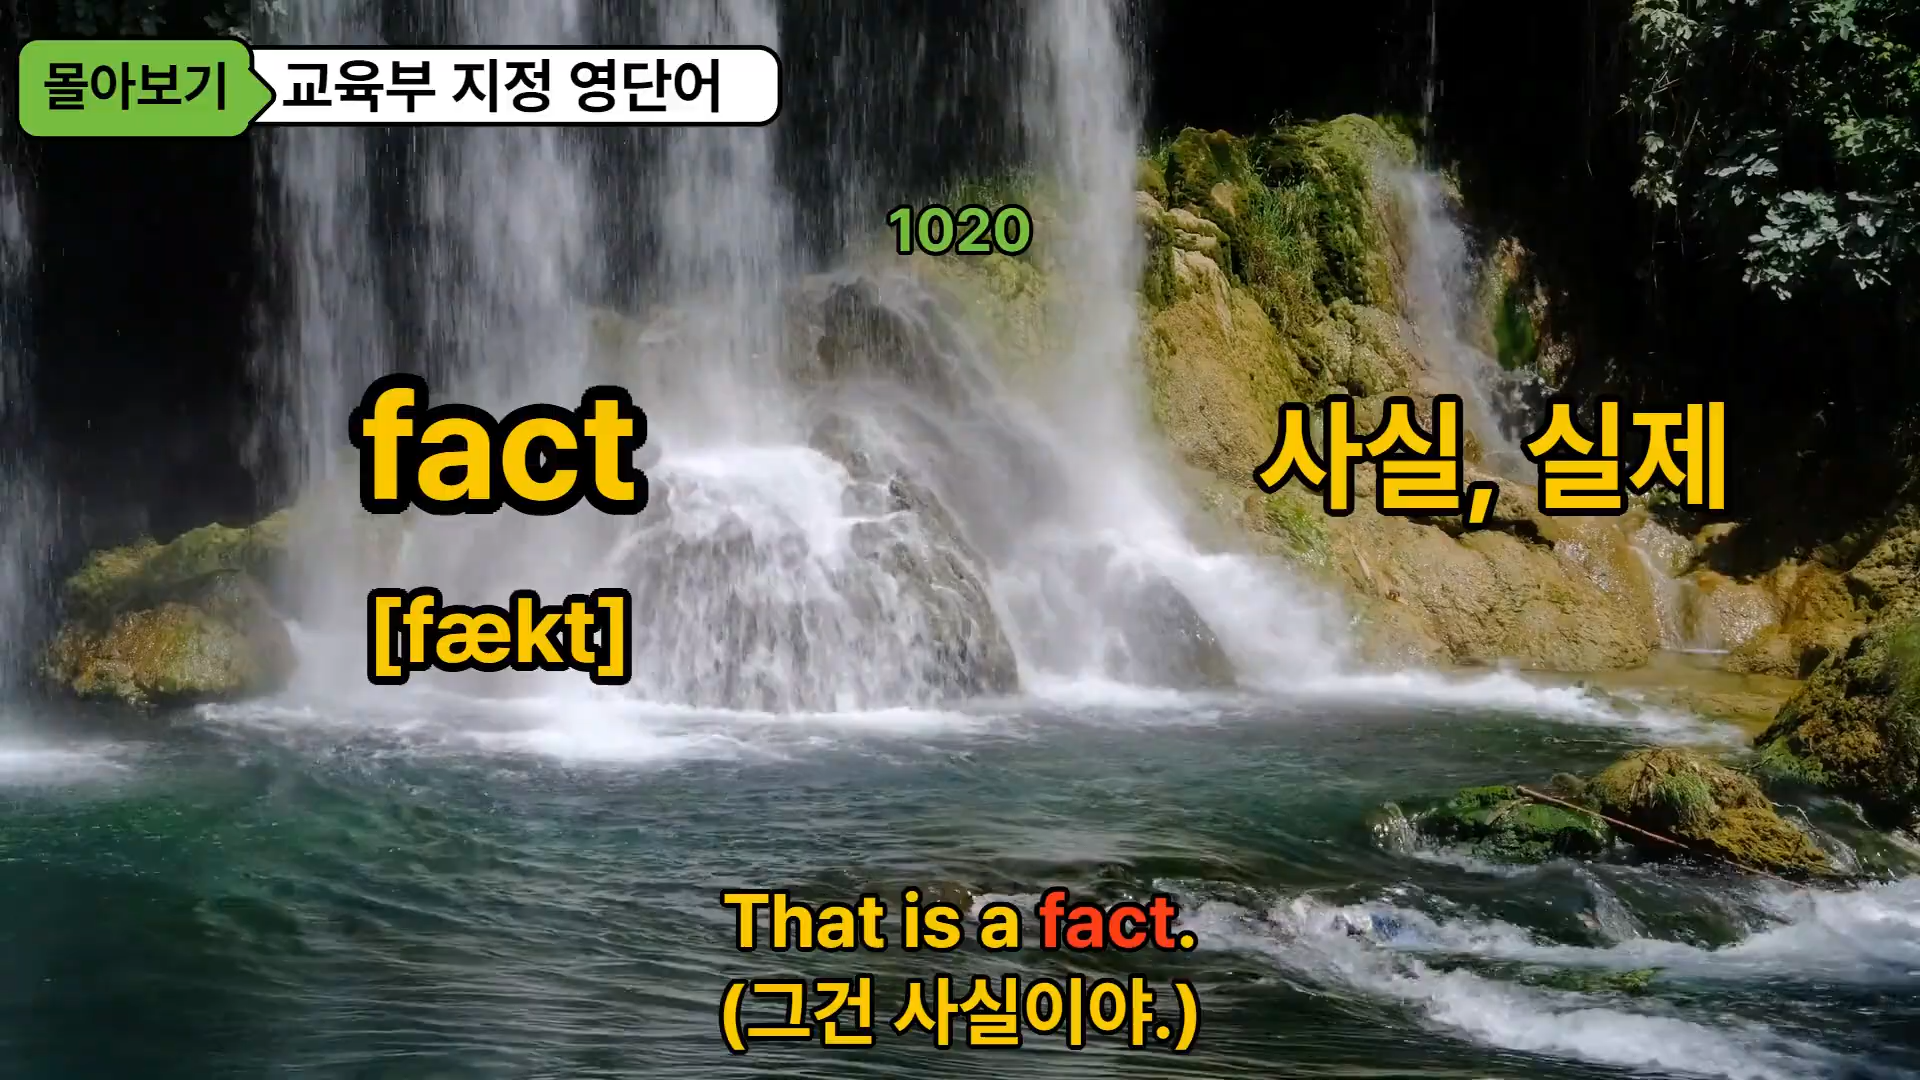 몰아보기 교육부 지정 영단어
1020
fact 사실, 실제
[fækt]
That is a fact.
(그건 사실이야.)